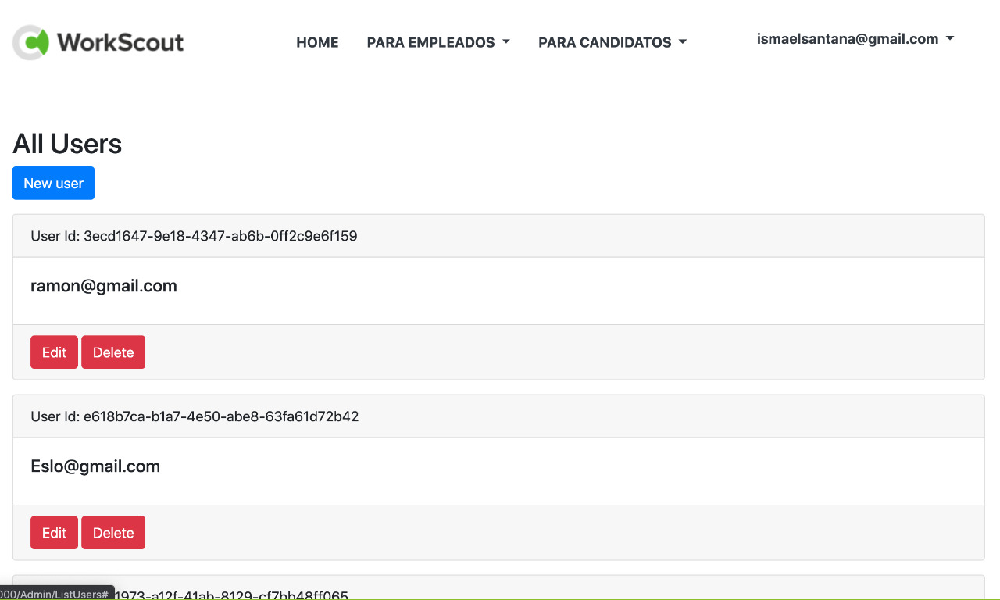 WorkScout
HOME
PARA EMPLEADOS
PARA CANDIDATOS
ismaelsantana@gmail.com
All Users
New user
User Id: 3ecd1647-9e18-4347-ab6b-0ff2c9e6f159
ramon@gmail.com
Edit Delete
User Id: e618b7ca-b1a7-4e50-abe8-63fa61d72b42
Eslo@gmail.com
Edit Delete
1973-a12f-41ab-8129-cf7bb48ff065
000/Admin/ListUsers#